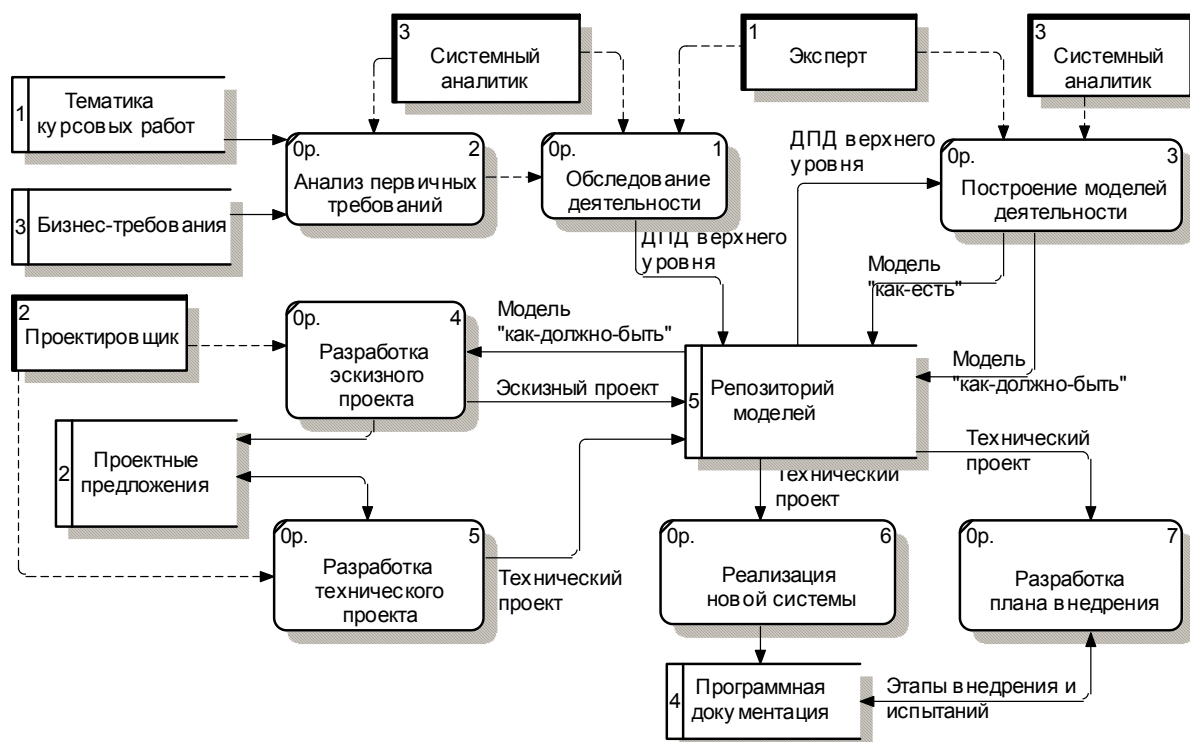 3
Системный
аналитик
1
Эксперт
3
Системный
аналитик
1
Тематика
курсовых работ
0р.
2
Анализ первичных
требований
0р.
1
Обследование
деятельности
ДПД верхнего
уровня
0р.
3
Построение моделей
деятельности
3
Бизнес-требования
ДПД верхнего
уровня
Модель
"как-есть"
2
Проектировщик
0р.
4
Разработка
эскизного
проекта
Модель
"как-должно-быть"
Эскизный проект
5
Репозиторий
моделей
Модель
"как-должно-быть"
2
Проектные
предложения
Технический
проект
Технический
проект
0р.
5
Разработка
технического
проекта
Технический
проект
0р.
6
Реализация
новой системы
0р.
7
Разработка
плана внедрения
4
Программная
документация
Этапы внедрения и
испытаний